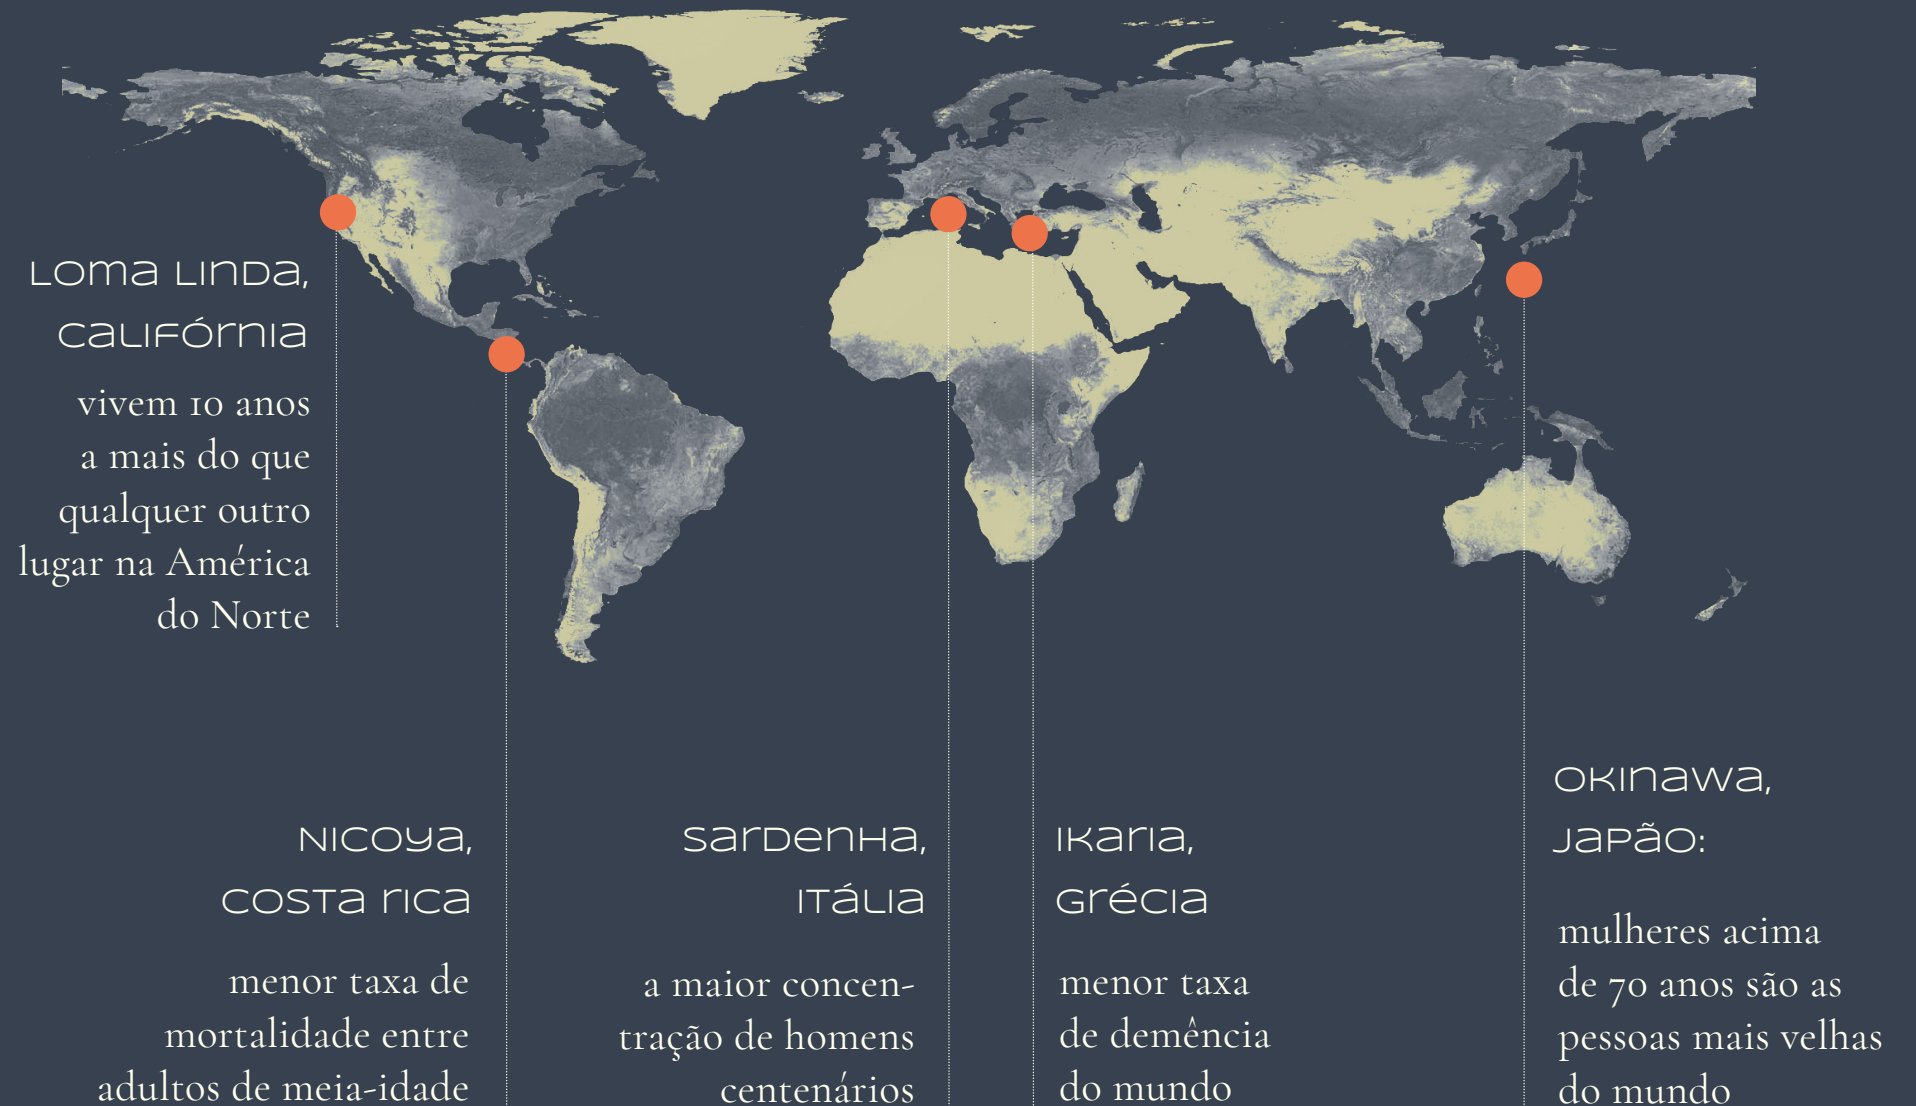 Loma Linda,
Califórnia
vivem 10 anos
a mais do que
qualquer outro
lugar na América
do Norte
Nicoya,
Costa Rica
menor taxa de
mortalidade entre
adultos de meia-idade
Sardenha,
Itália
a maior concen-
tração de homens
centenários
Ikaria,
Grécia
menor taxa
de demência
do mundo
Okinawa,
Japão:
mulheres acima
de 70 anos são as
pessoas mais velhas
do mundo